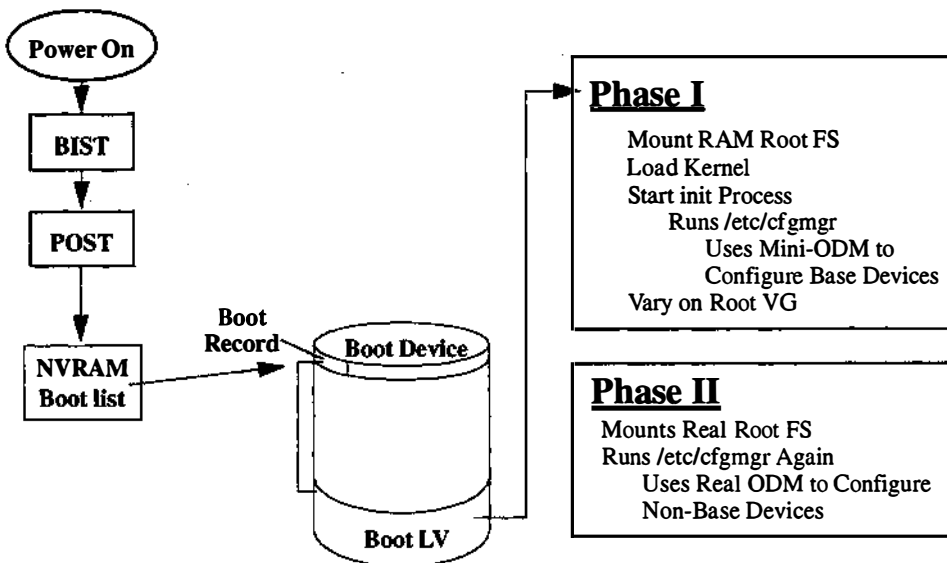 Power On
BIST
POST
NVRAM
Boot list
Boot
Record
Boot Device
Boot LV
Phase I
Mount RAM Root FS
Load Kernel
Start init Process
Runs /etc/cfgmgr
Uses Mini-ODM to
Configure Base Devices
Vary on Root VG
Phase II
Mounts Real Root FS
Runs /etc/cfgmgr Again
Uses Real ODM to Configure
Non-Base Devices